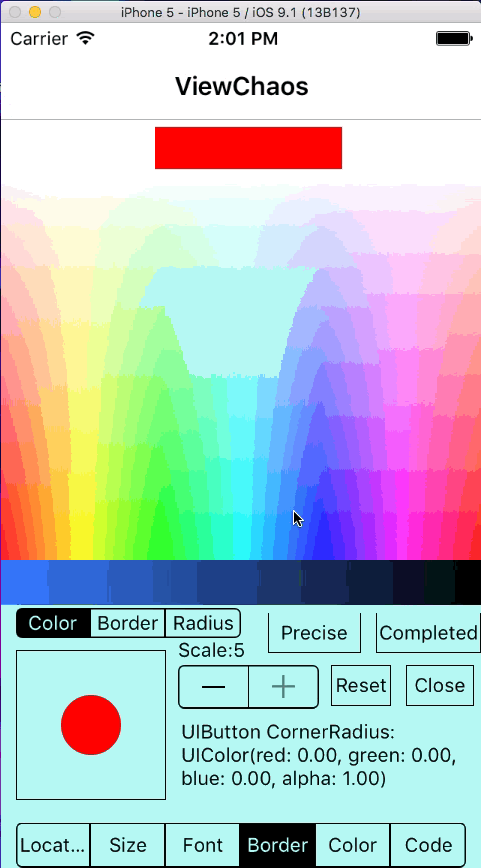 iPhone 5 - iPhone 5 / iOS 9.1 (13B137)
Carrier 2:01 PM
ViewChaos
Color Border Radius
Precise Completed
Scale:5
Reset Close
UIButton CornerRadius:
UIColor(red: 0.00, green: 0.00,
blue: 0.00, alpha: 1.00)
Locat... Size Font Border Color Code